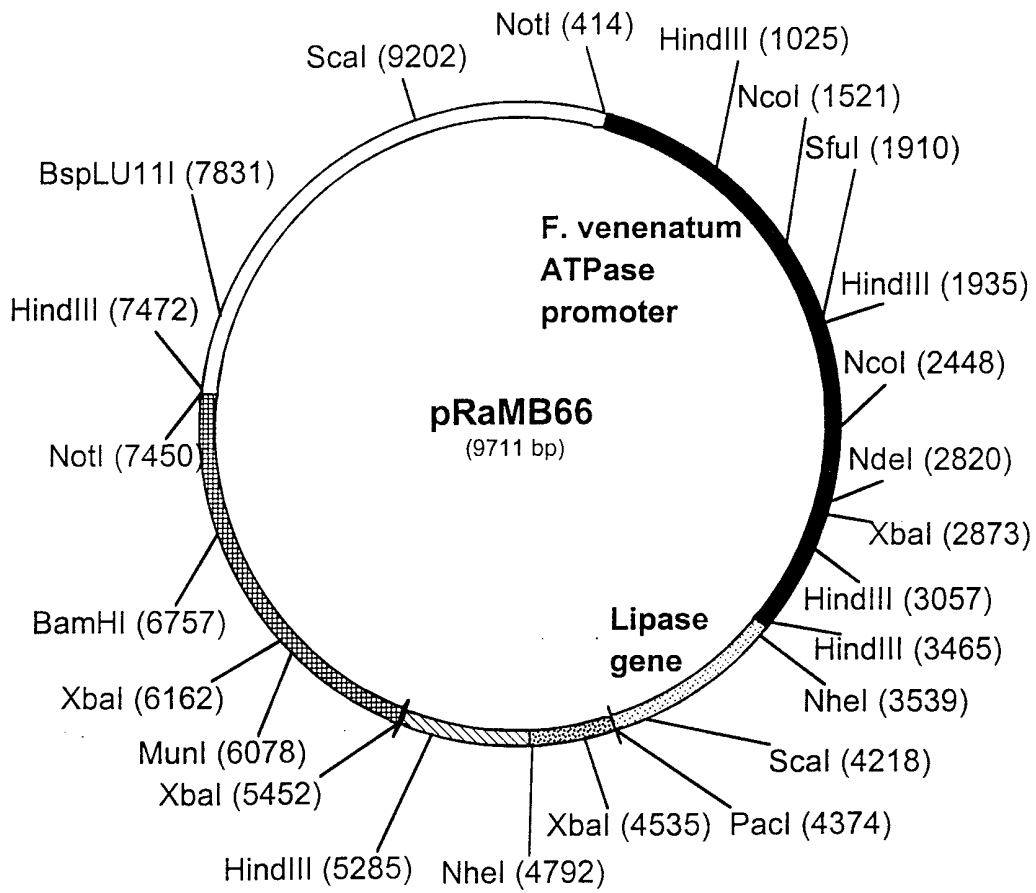 NotI (414)
HindIII (1025)
ScaI (9202)
NcoI (1521)
SfuI (1910)
BspLU11I (7831)
F. venenatum
ATPase
promoter
HindIII (1935)
HindIII (7472)
NcoI (2448)
pRaMB66
(9711 bp)
NotI (7450)
NdeI (2820)
XbaI (2873)
HindIII (3057)
BamHI (6757)
Lipase
gene
HindIII (3465)
XbaI (6162)
NheI (3539)
MunI (6078)
ScaI (4218)
XbaI (5452)
XbaI (4535)
PacI (4374)
HindIII (5285)
NheI (4792)